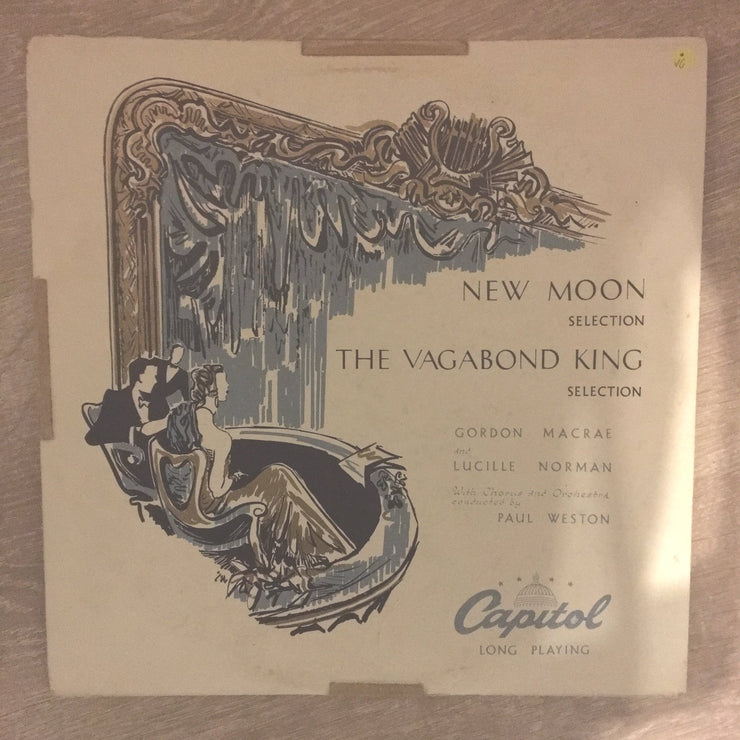 VG
NEW MOON
SELECTION
THE VAGABOND KING
SELECTION
GORDON MACRAE
and
LUCILLE NORMAN
With Chorus and Orchestra
conducted by
PAUL WESTON
Capitol
LONG PLAYING